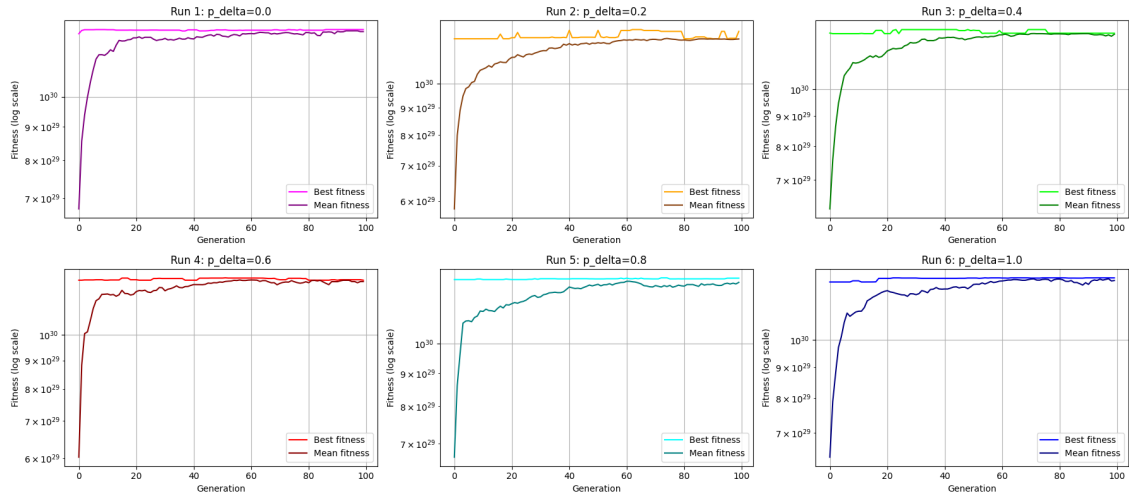 Run 1: p_delta=0.0
Fitness (log scale)
10^30
9 × 10^29
8 × 10^29
7 × 10^29
0 20 40 60 80 100
Generation
Best fitness
Mean fitness
Run 2: p_delta=0.2
Fitness (log scale)
10^30
9 × 10^29
8 × 10^29
7 × 10^29
6 × 10^29
0 20 40 60 80 100
Generation
Best fitness
Mean fitness
Run 3: p_delta=0.4
Fitness (log scale)
10^30
9 × 10^29
8 × 10^29
7 × 10^29
0 20 40 60 80 100
Generation
Best fitness
Mean fitness
Run 4: p_delta=0.6
Fitness (log scale)
10^30
9 × 10^29
8 × 10^29
7 × 10^29
6 × 10^29
0 20 40 60 80 100
Generation
Best fitness
Mean fitness
Run 5: p_delta=0.8
Fitness (log scale)
10^30
9 × 10^29
8 × 10^29
7 × 10^29
0 20 40 60 80 100
Generation
Best fitness
Mean fitness
Run 6: p_delta=1.0
Fitness (log scale)
10^30
9 × 10^29
8 × 10^29
7 × 10^29
0 20 40 60 80 100
Generation
Best fitness
Mean fitness